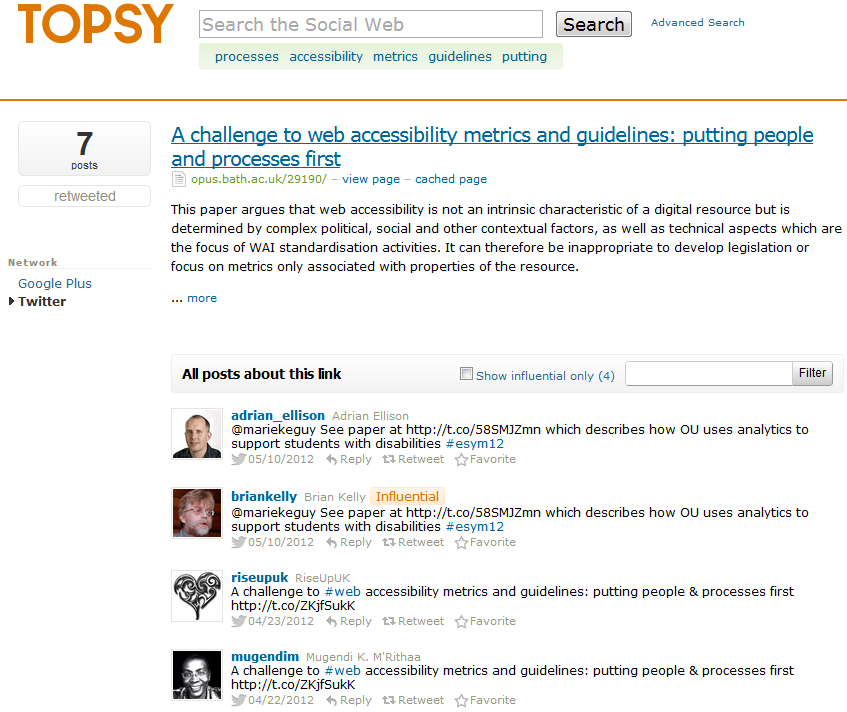 TOPSY
Search the Social Web
Search
Advanced Search
processes accessibility metrics guidelines putting
7
posts
retweeted
Network
Google Plus
Twitter
A challenge to web accessibility metrics and guidelines: putting people
and processes first
opus.bath.ac.uk/29190/ – view page – cached page
This paper argues that web accessibility is not an intrinsic characteristic of a digital resource but is
determined by complex political, social and other contextual factors, as well as technical aspects which are
the focus of WAI standardisation activities. It can therefore be inappropriate to develop legislation or
focus on metrics only associated with properties of the resource.
... more
All posts about this link
Show influential only (4)
Filter
adrian_ellison Adrian Ellison
@mariekeguy See paper at http://t.co/58SMJZmn which describes how OU uses analytics to
support students with disabilities #esym12
05/10/2012 Reply Retweet Favorite
briankelly Brian Kelly Influential
@mariekeguy See paper at http://t.co/58SMJZmn which describes how OU uses analytics to
support students with disabilities #esym12
05/10/2012 Reply Retweet Favorite
riseupuk RiseUpUK
A challenge to #web accessibility metrics and guidelines: putting people & processes first
http://t.co/ZKjfSukK
04/23/2012 Reply Retweet Favorite
mugendim Mugendi K. M'Rithaa
A challenge to #web accessibility metrics and guidelines: putting people & processes first
http://t.co/ZKjfSukK
04/22/2012 Reply Retweet Favorite